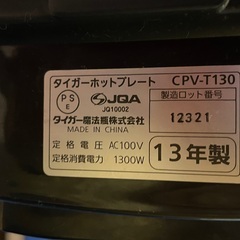 タイガーホットプレート CPV-T130
PS
E
JQA
JQ10002
製造ロット番号
12321
タイガー魔法瓶株式会社
MADE IN CHINA
定格電圧 AC100V
定格消費電力 1300W
13年製